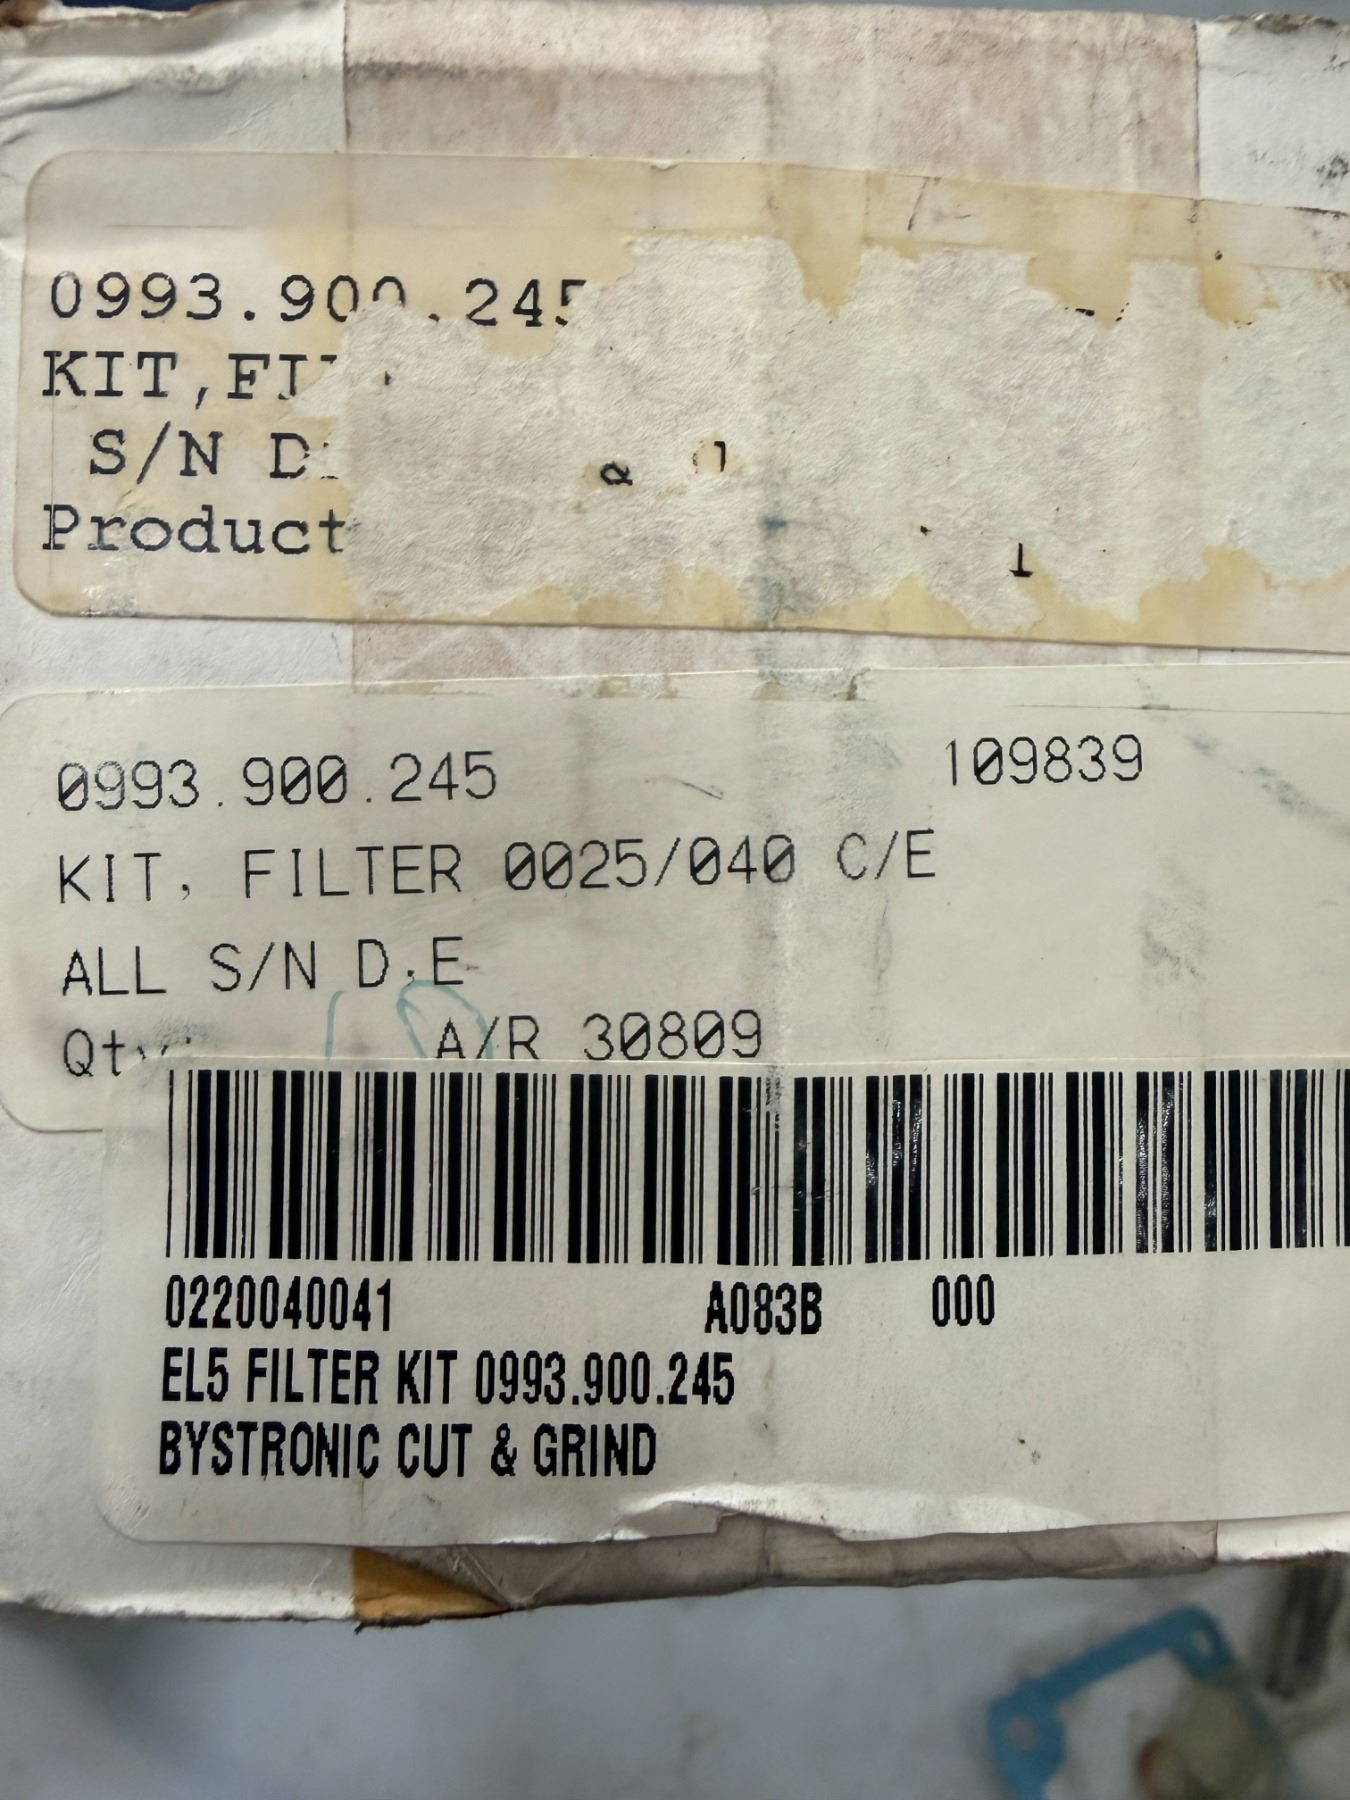 0993.900.245
KIT,FI
S/N D
Product
0993.900.245 109839
KIT, FILTER 0025/040 C/E
ALL S/N D,E
Qty A/R 30809
0220040041 A083B 000
EL5 FILTER KIT 0993.900.245
BYSTRONIC CUT & GRIND